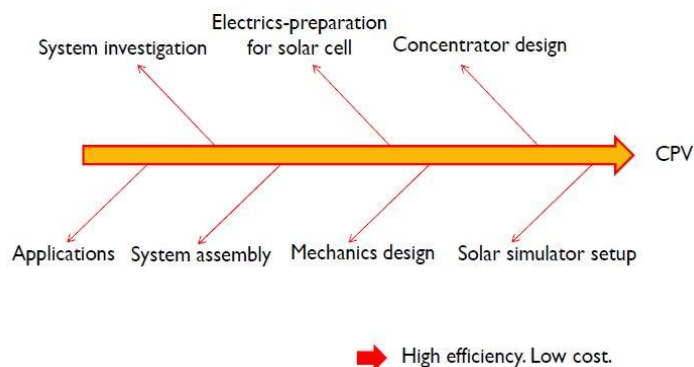 Electrics-preparation
System investigation
for solar cell
Concentrator design
CPV
Applications
System assembly
Mechanics design
Solar simulator setup
High efficiency. Low cost.